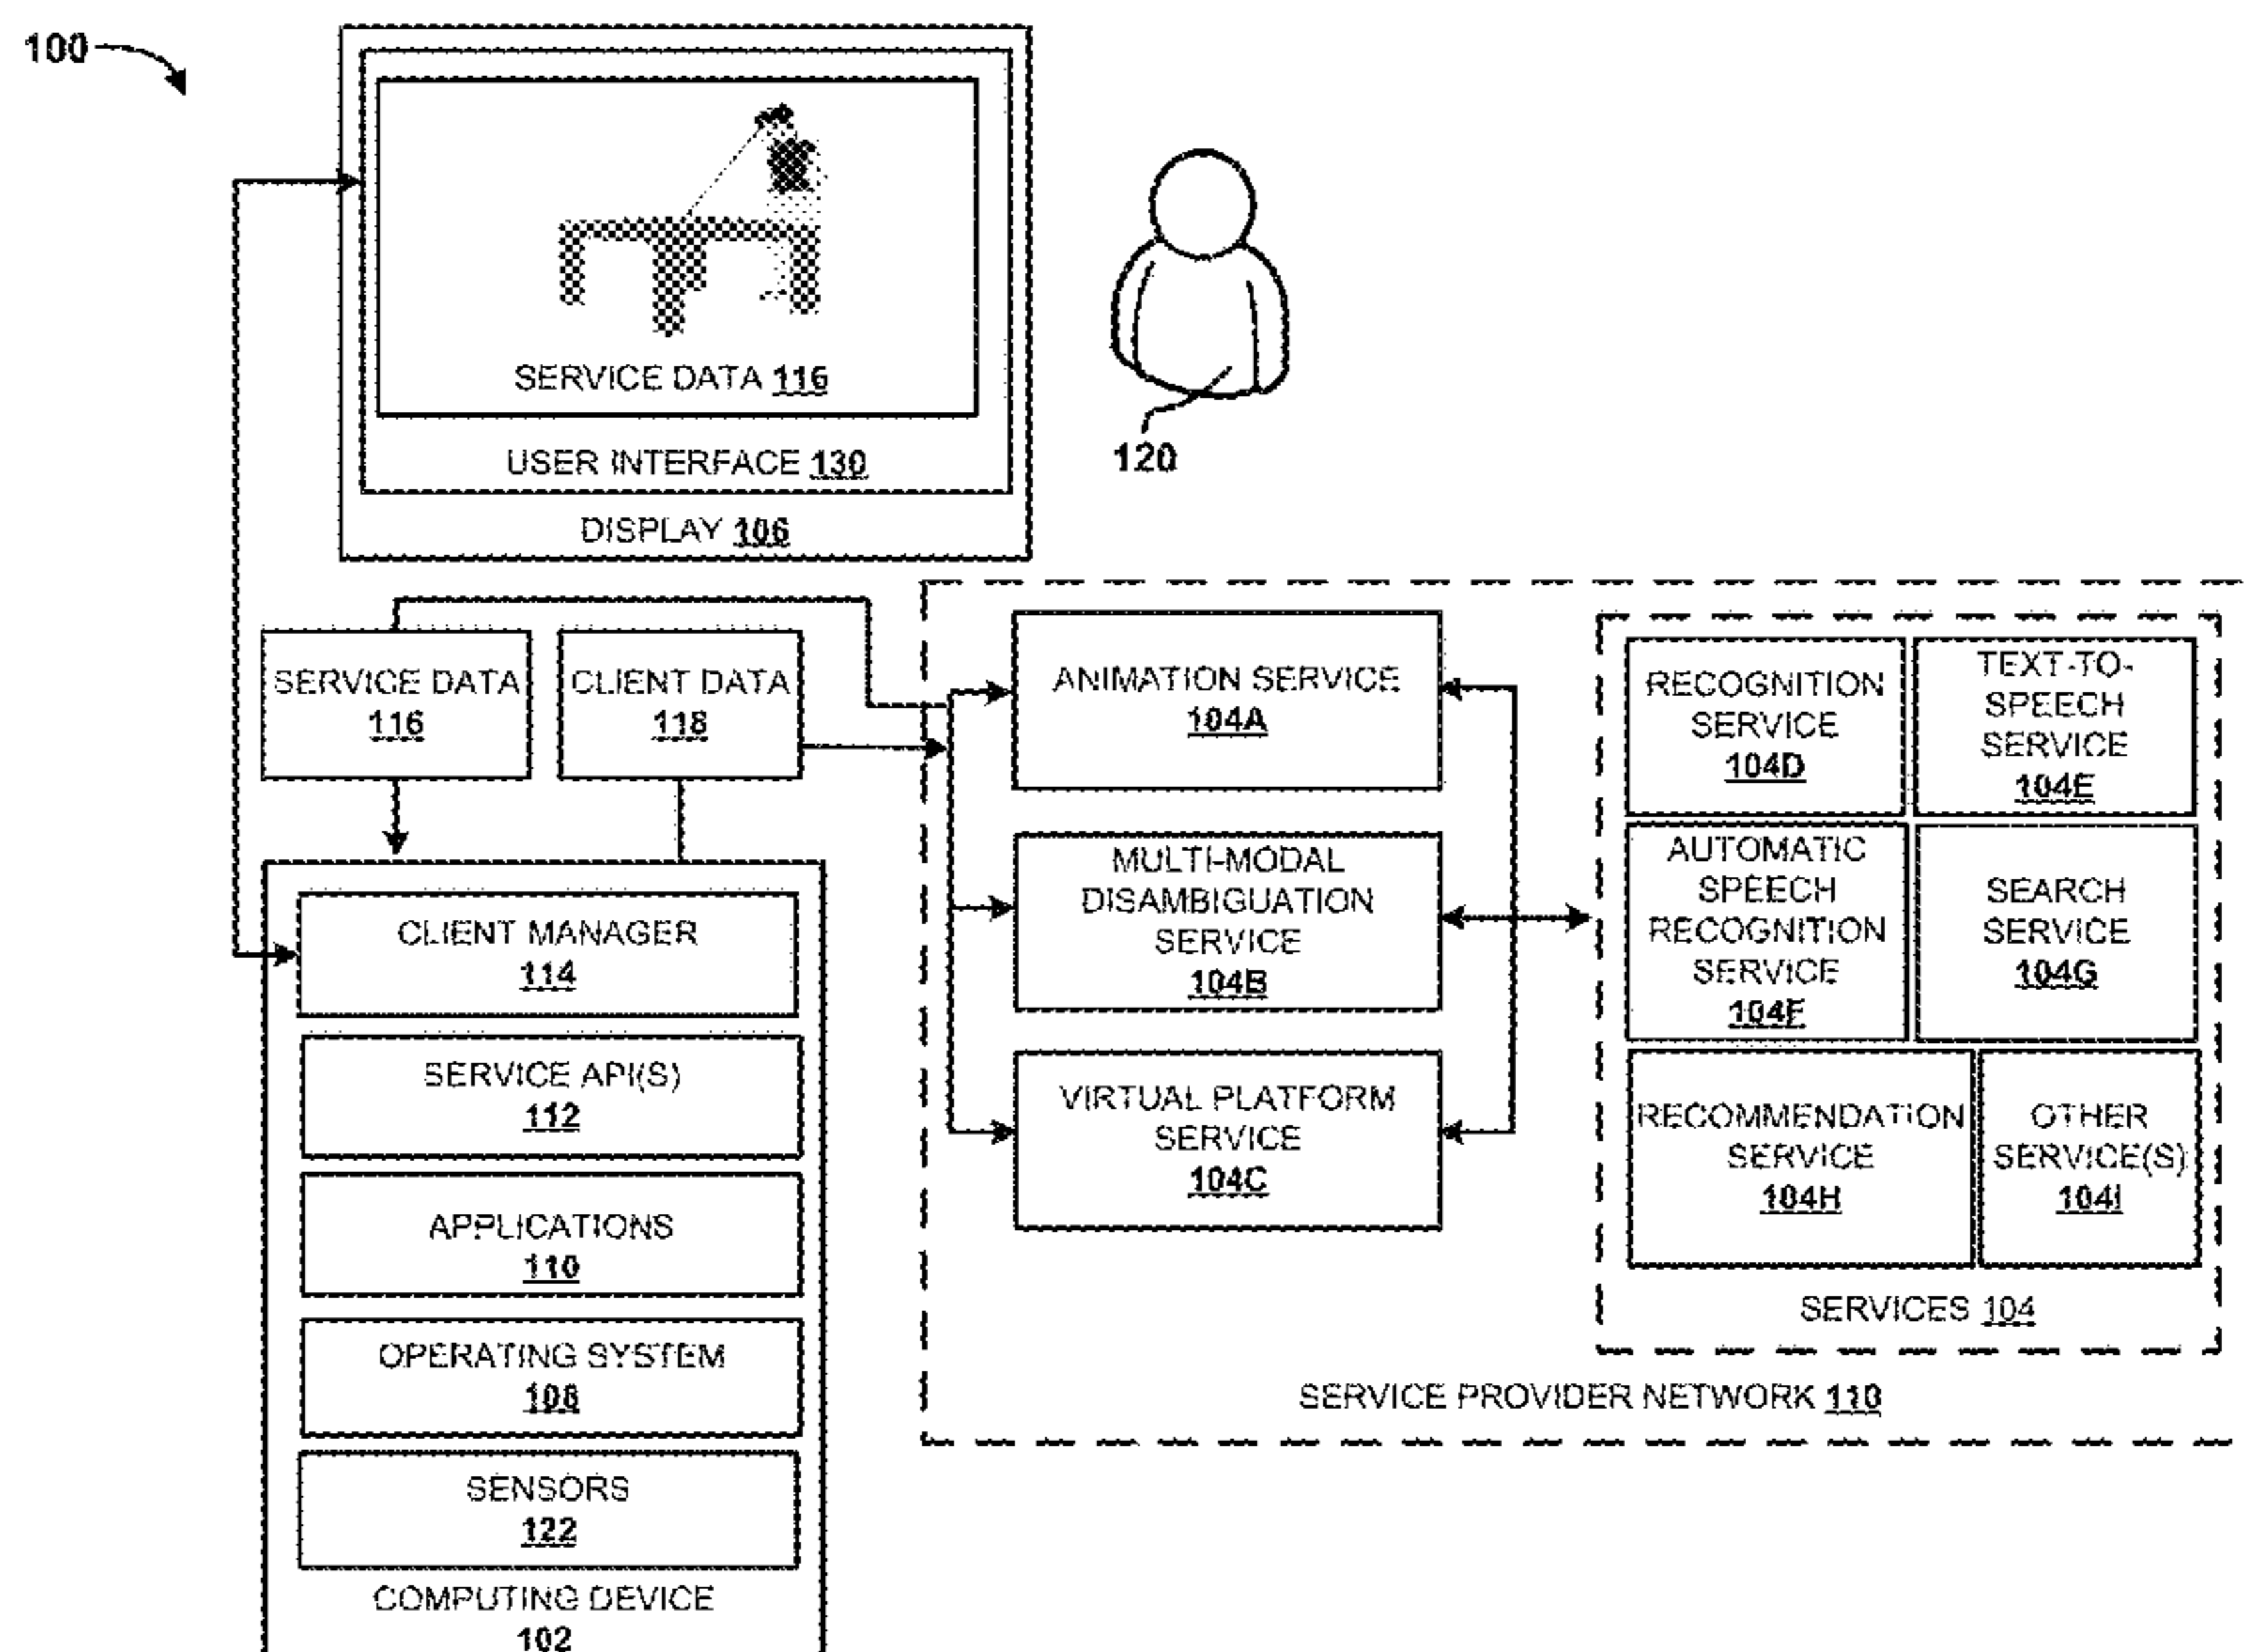 100
SERVICE DATA 116
USER INTERFACE 130
DISPLAY 106
120
SERVICE DATA
116
CLIENT DATA
118
CLIENT MANAGER
114
SERVICE API(S)
112
APPLICATIONS
110
OPERATING SYSTEM
108
SENSORS
122
COMPUTING DEVICE
102
ANIMATION SERVICE
104A
MULTI-MODAL
DISAMBIGUATION
SERVICE
104B
VIRTUAL PLATFORM
SERVICE
104C
RECOGNITION
SERVICE
104D
TEXT-TO-
SPEECH
SERVICE
104E
AUTOMATIC
SPEECH
RECOGNITION
SERVICE
104F
SEARCH
SERVICE
104G
RECOMMENDATION
SERVICE
104H
OTHER
SERVICE(S)
104I
SERVICES 104
SERVICE PROVIDER NETWORK 110